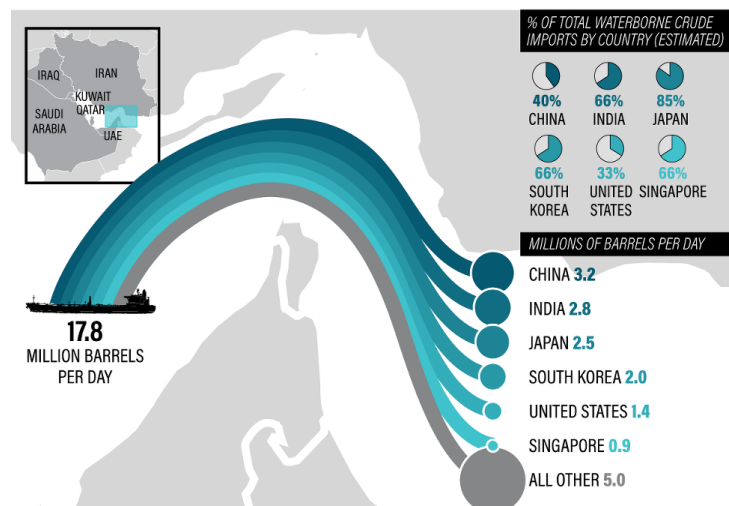 % OF TOTAL WATERBORNE CRUDE
IMPORTS BY COUNTRY (ESTIMATED)
IRAQ
IRAN
KUWAIT
QATAR
SAUDI
ARABIA
UAE
40%
CHINA
66%
INDIA
85%
JAPAN
66%
SOUTH
KOREA
33%
UNITED
STATES
66%
SINGAPORE
MILLIONS OF BARRELS PER DAY
CHINA 3.2
INDIA 2.8
JAPAN 2.5
SOUTH KOREA 2.0
UNITED STATES 1.4
SINGAPORE 0.9
ALL OTHER 5.0
17.8
MILLION BARRELS
PER DAY